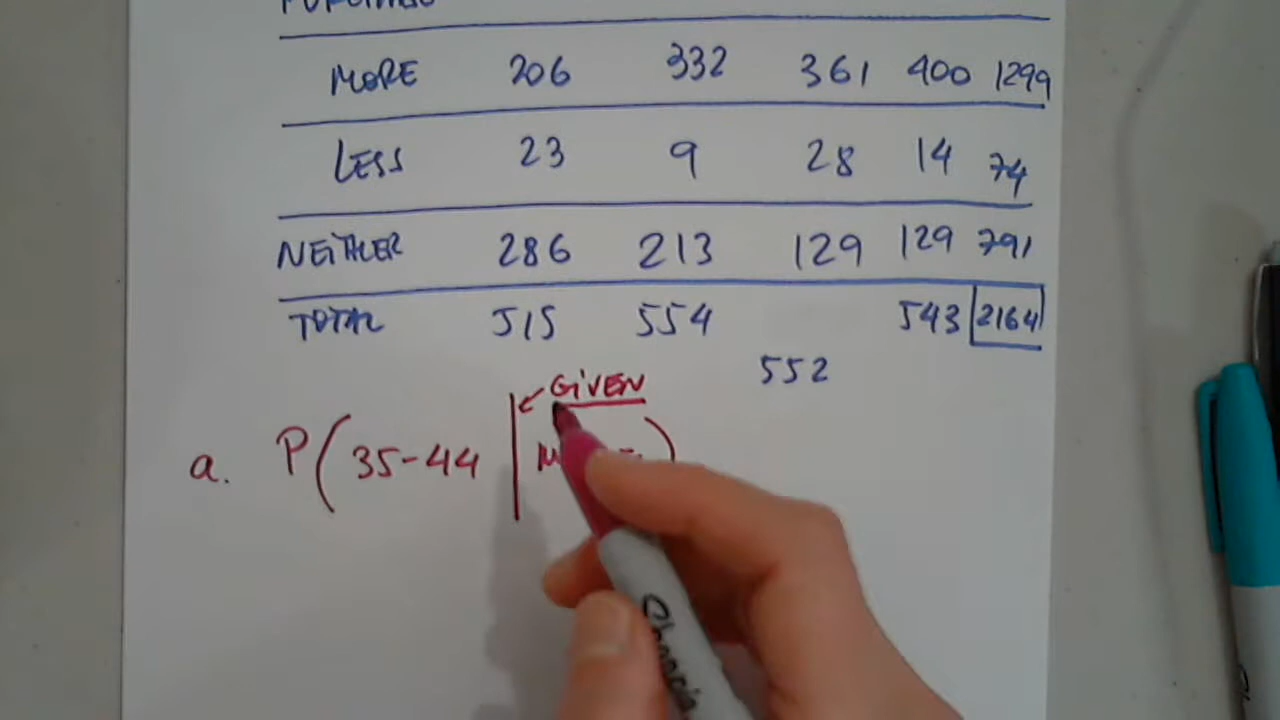 MORE 206 332 361 400 1299
LESS 23 9 28 14 74
NEITHER 286 213 129 129 791
TOTAL 515 554 543 2164
552
GIVEN
a. P(35-44 | )